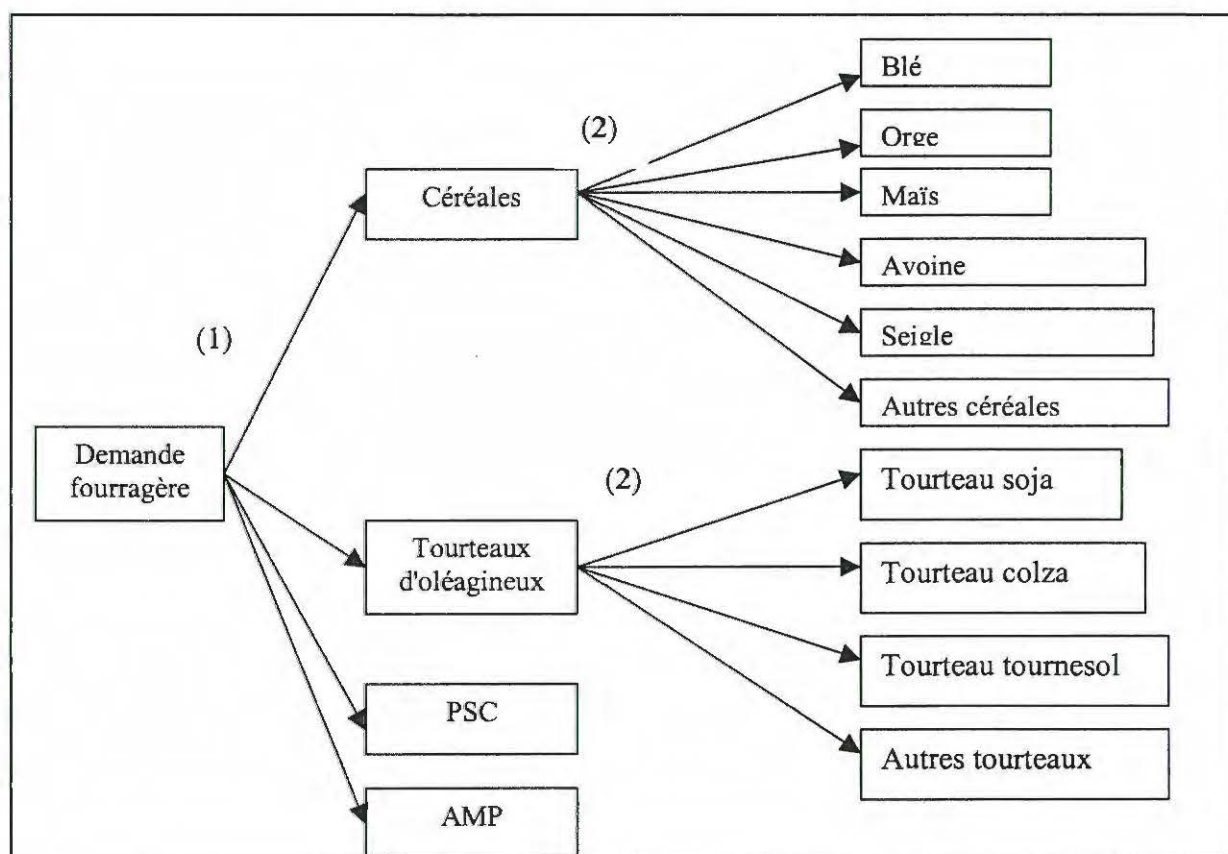 Blé
(2)
Orge
Céréales
Maïs
Avoine
(1)
Seigle
Autres céréales
Demande
fourragère
(2)
Tourteau soja
Tourteaux
d'oléagineux
Tourteau colza
Tourteau tournesol
PSC
Autres tourteaux
AMP